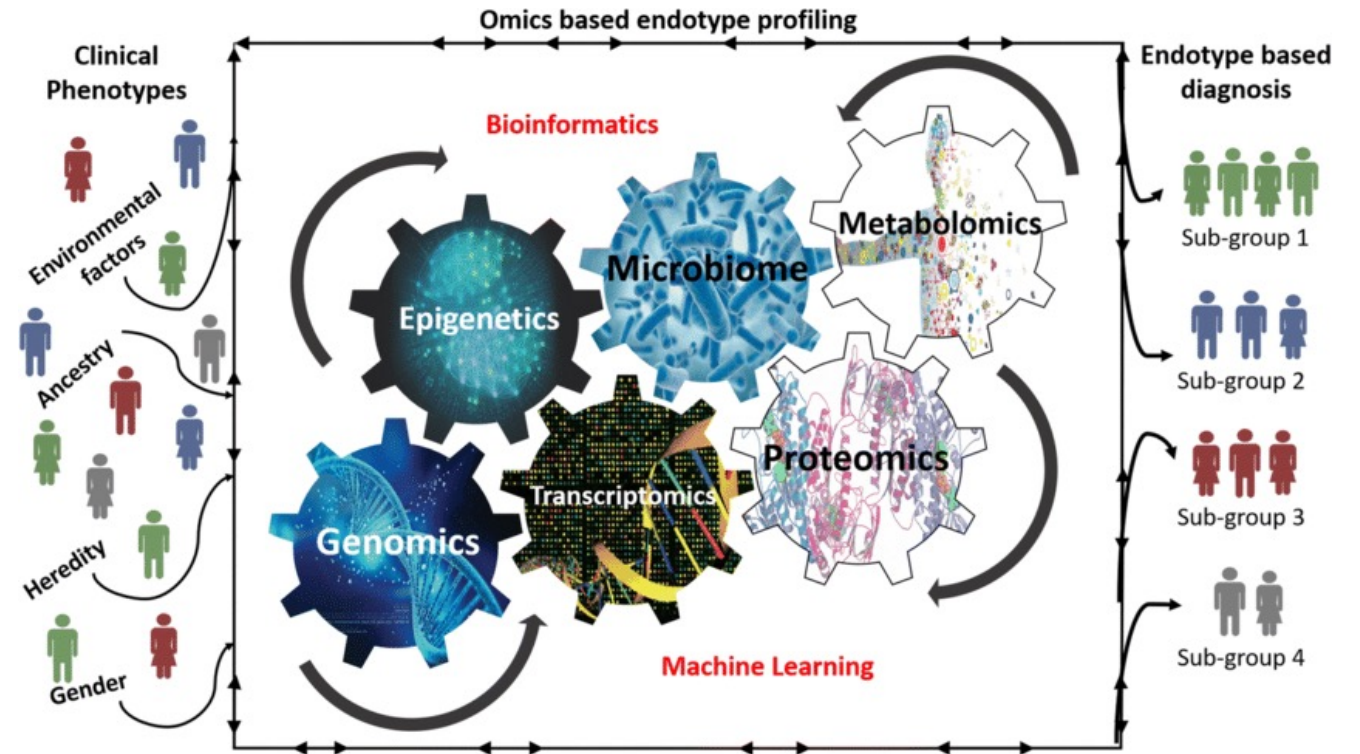 Omics based endotype profiling
Clinical
Phenotypes
Environmental
factors
Ancestry
Heredity
Gender
Bioinformatics
Epigenetics
Microbiome
Metabolomics
Genomics
Transcriptomics
Proteomics
Machine Learning
Endotype based
diagnosis
Sub-group 1
Sub-group 2
Sub-group 3
Sub-group 4